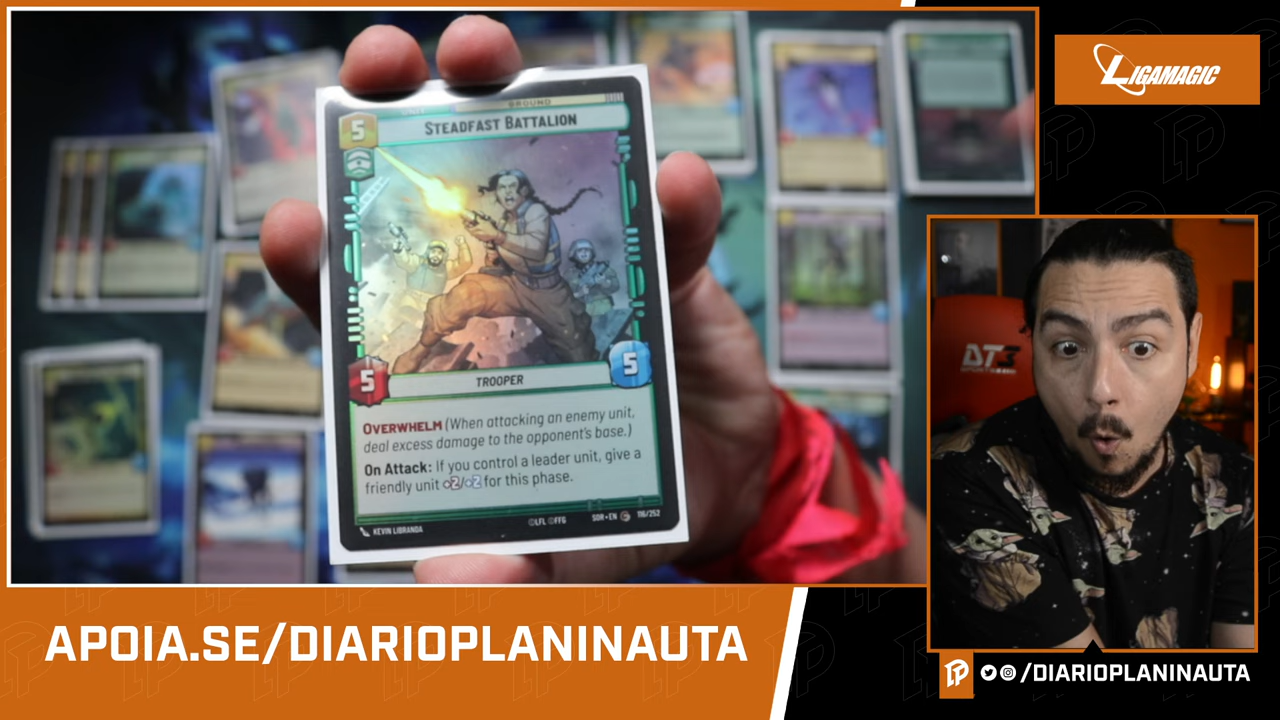 LIGAMAGIC
GROUND
5
STEADFAST BATTALION
5
TROOPER
5
OVERWHELM (When attacking an enemy unit,
deal excess damage to the opponent's base.)
On Attack: If you control a leader unit, give a
friendly unit +2/+2 for this phase.
KEVIN LIBRANDA
©LFL ©FFG
SOR•EN
C
116/252
DT3
APOIA.SE/DIARIOPLANINAUTA
/DIARIOPLANINAUTA